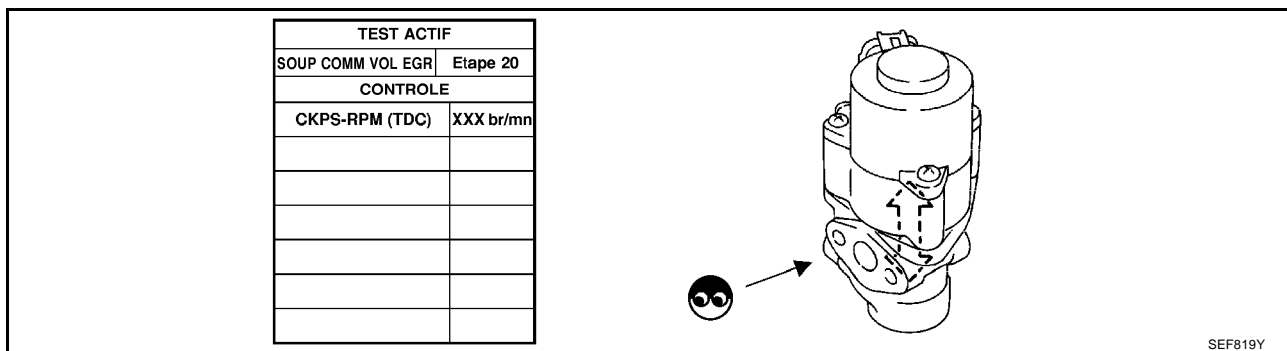 TEST ACTIF
SOUP COMM VOL EGR Etape 20
CONTROLE
CKPS-RPM (TDC) XXX br/mn
SEF819Y